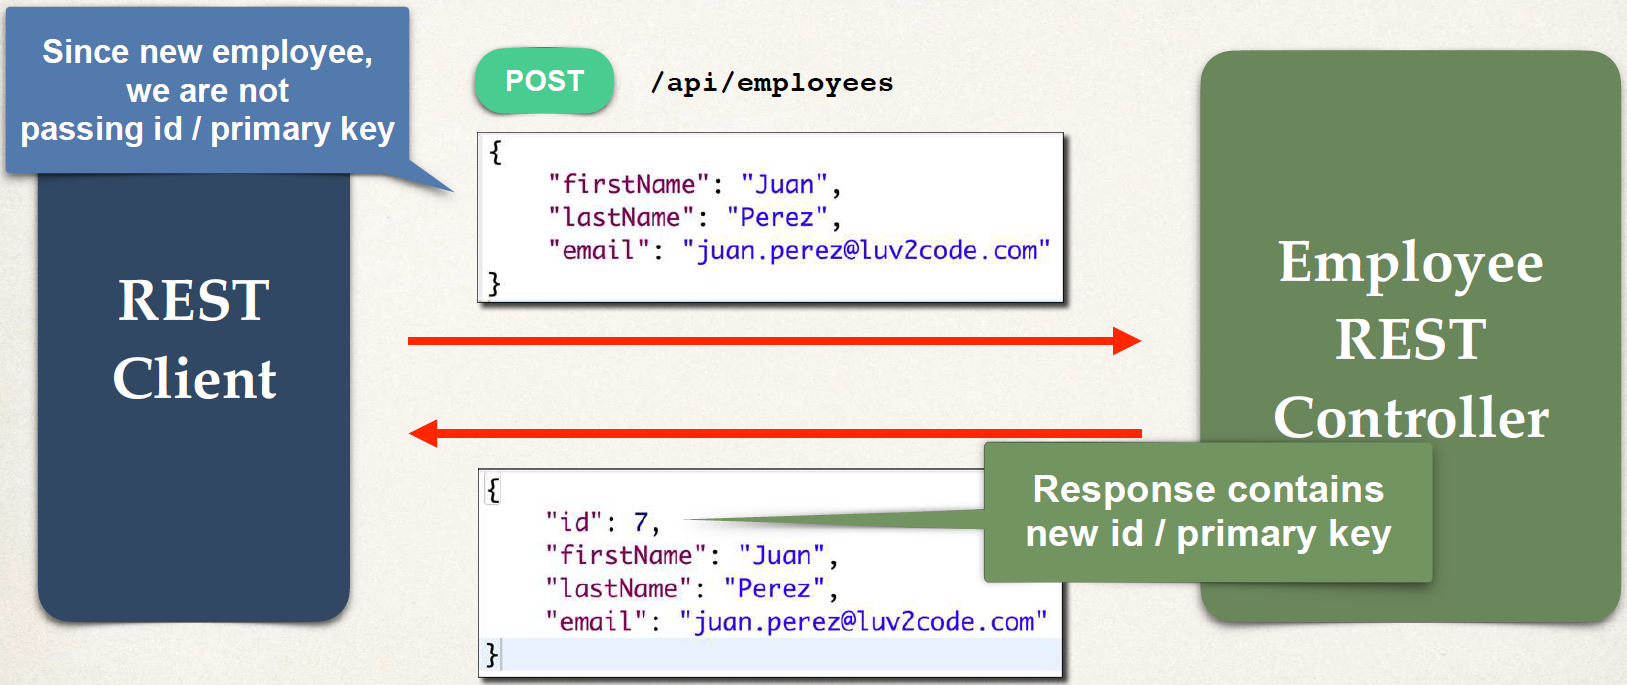 Since new employee,
we are not
passing id / primary key
POST
/api/employees
{
"firstName": "Juan",
"lastName": "Perez",
"email": "juan.perez@luv2code.com"
}
REST
Client
Employee
REST
Controller
{
"id": 7,
"firstName": "Juan",
"lastName": "Perez",
"email": "juan.perez@luv2code.com"
}
Response contains
new id / primary key